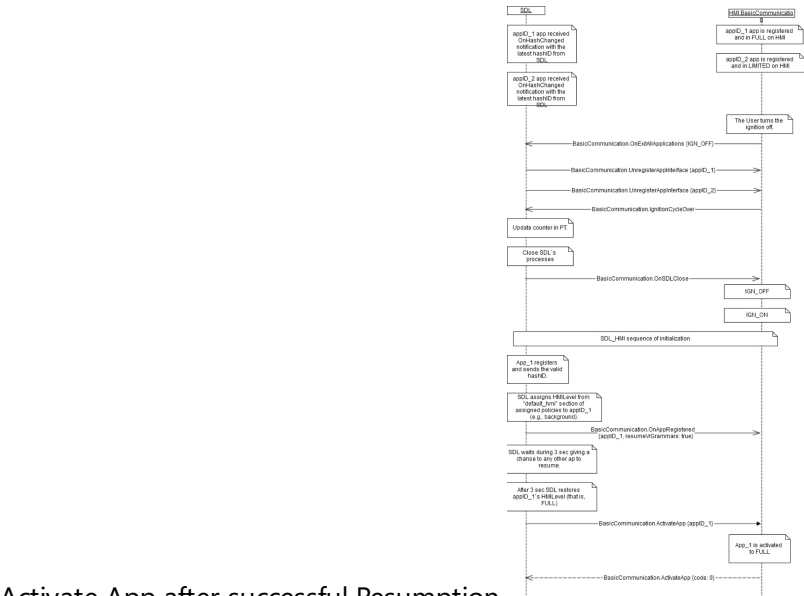 SDL
HMI.BasicCommunicatio
n
appID_1 app received
OnHashChanged
notification with the
latest hashID from
SDL
appID_1 app is registered
and in FULL on HMI
appID_2 app is registered
and in LIMITED on HMI
appID_2 app received
OnHashChanged
notification with the
latest hashID from
SDL
The User turns the
ignition off.
BasicCommunication.OnExitAllApplications (IGN_OFF)
BasicCommunication.UnregisterAppInterface (appID_1)
BasicCommunication.UnregisterAppInterface (appID_2)
BasicCommunication.IgnitionCycleOver
Update counter in PT.
Close SDL`s
processes
BasicCommunication.OnSDLClose
IGN_OFF
IGN_ON
SDL_HMI sequence of initialization
App_1 registers
and sends the valid
hashID.
SDL assigns HMILevel from
"default_hmi" section of
assigned policies to appID_1
(e.g., background).
BasicCommunication.OnAppRegistered
(appID_1, resumeVrGrammars: true)
SDL waits during 3 sec giving a
chanse to any other ap to
resume.
After 3 sec SDL restores
appID_1`s HMILevel (that is,
FULL)
BasicCommunication.ActivateApp (appID_1)
App_1 is activated
to FULL
BasicCommunication.ActivateApp {code: 0}
Activate App after successful Resumption